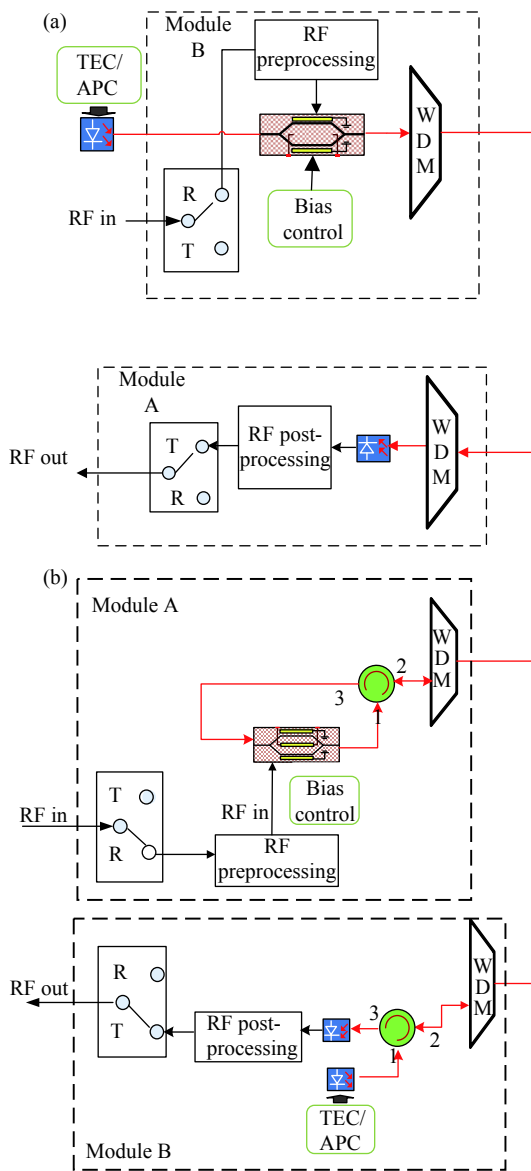 (a)
Module
B
RF
preprocessing
TEC/
APC
W
D
M
R
RF in
T
Bias
control
Module
A
W
D
M
T
RF post-
processing
RF out
R
(b)
Module A
W
D
M
2
3
1
T
RF in
R
RF in
Bias
control
RF
preprocessing
R
RF out
T
RF post-
-processing
3
1
2
W
D
M
TEC/
APC
Module B